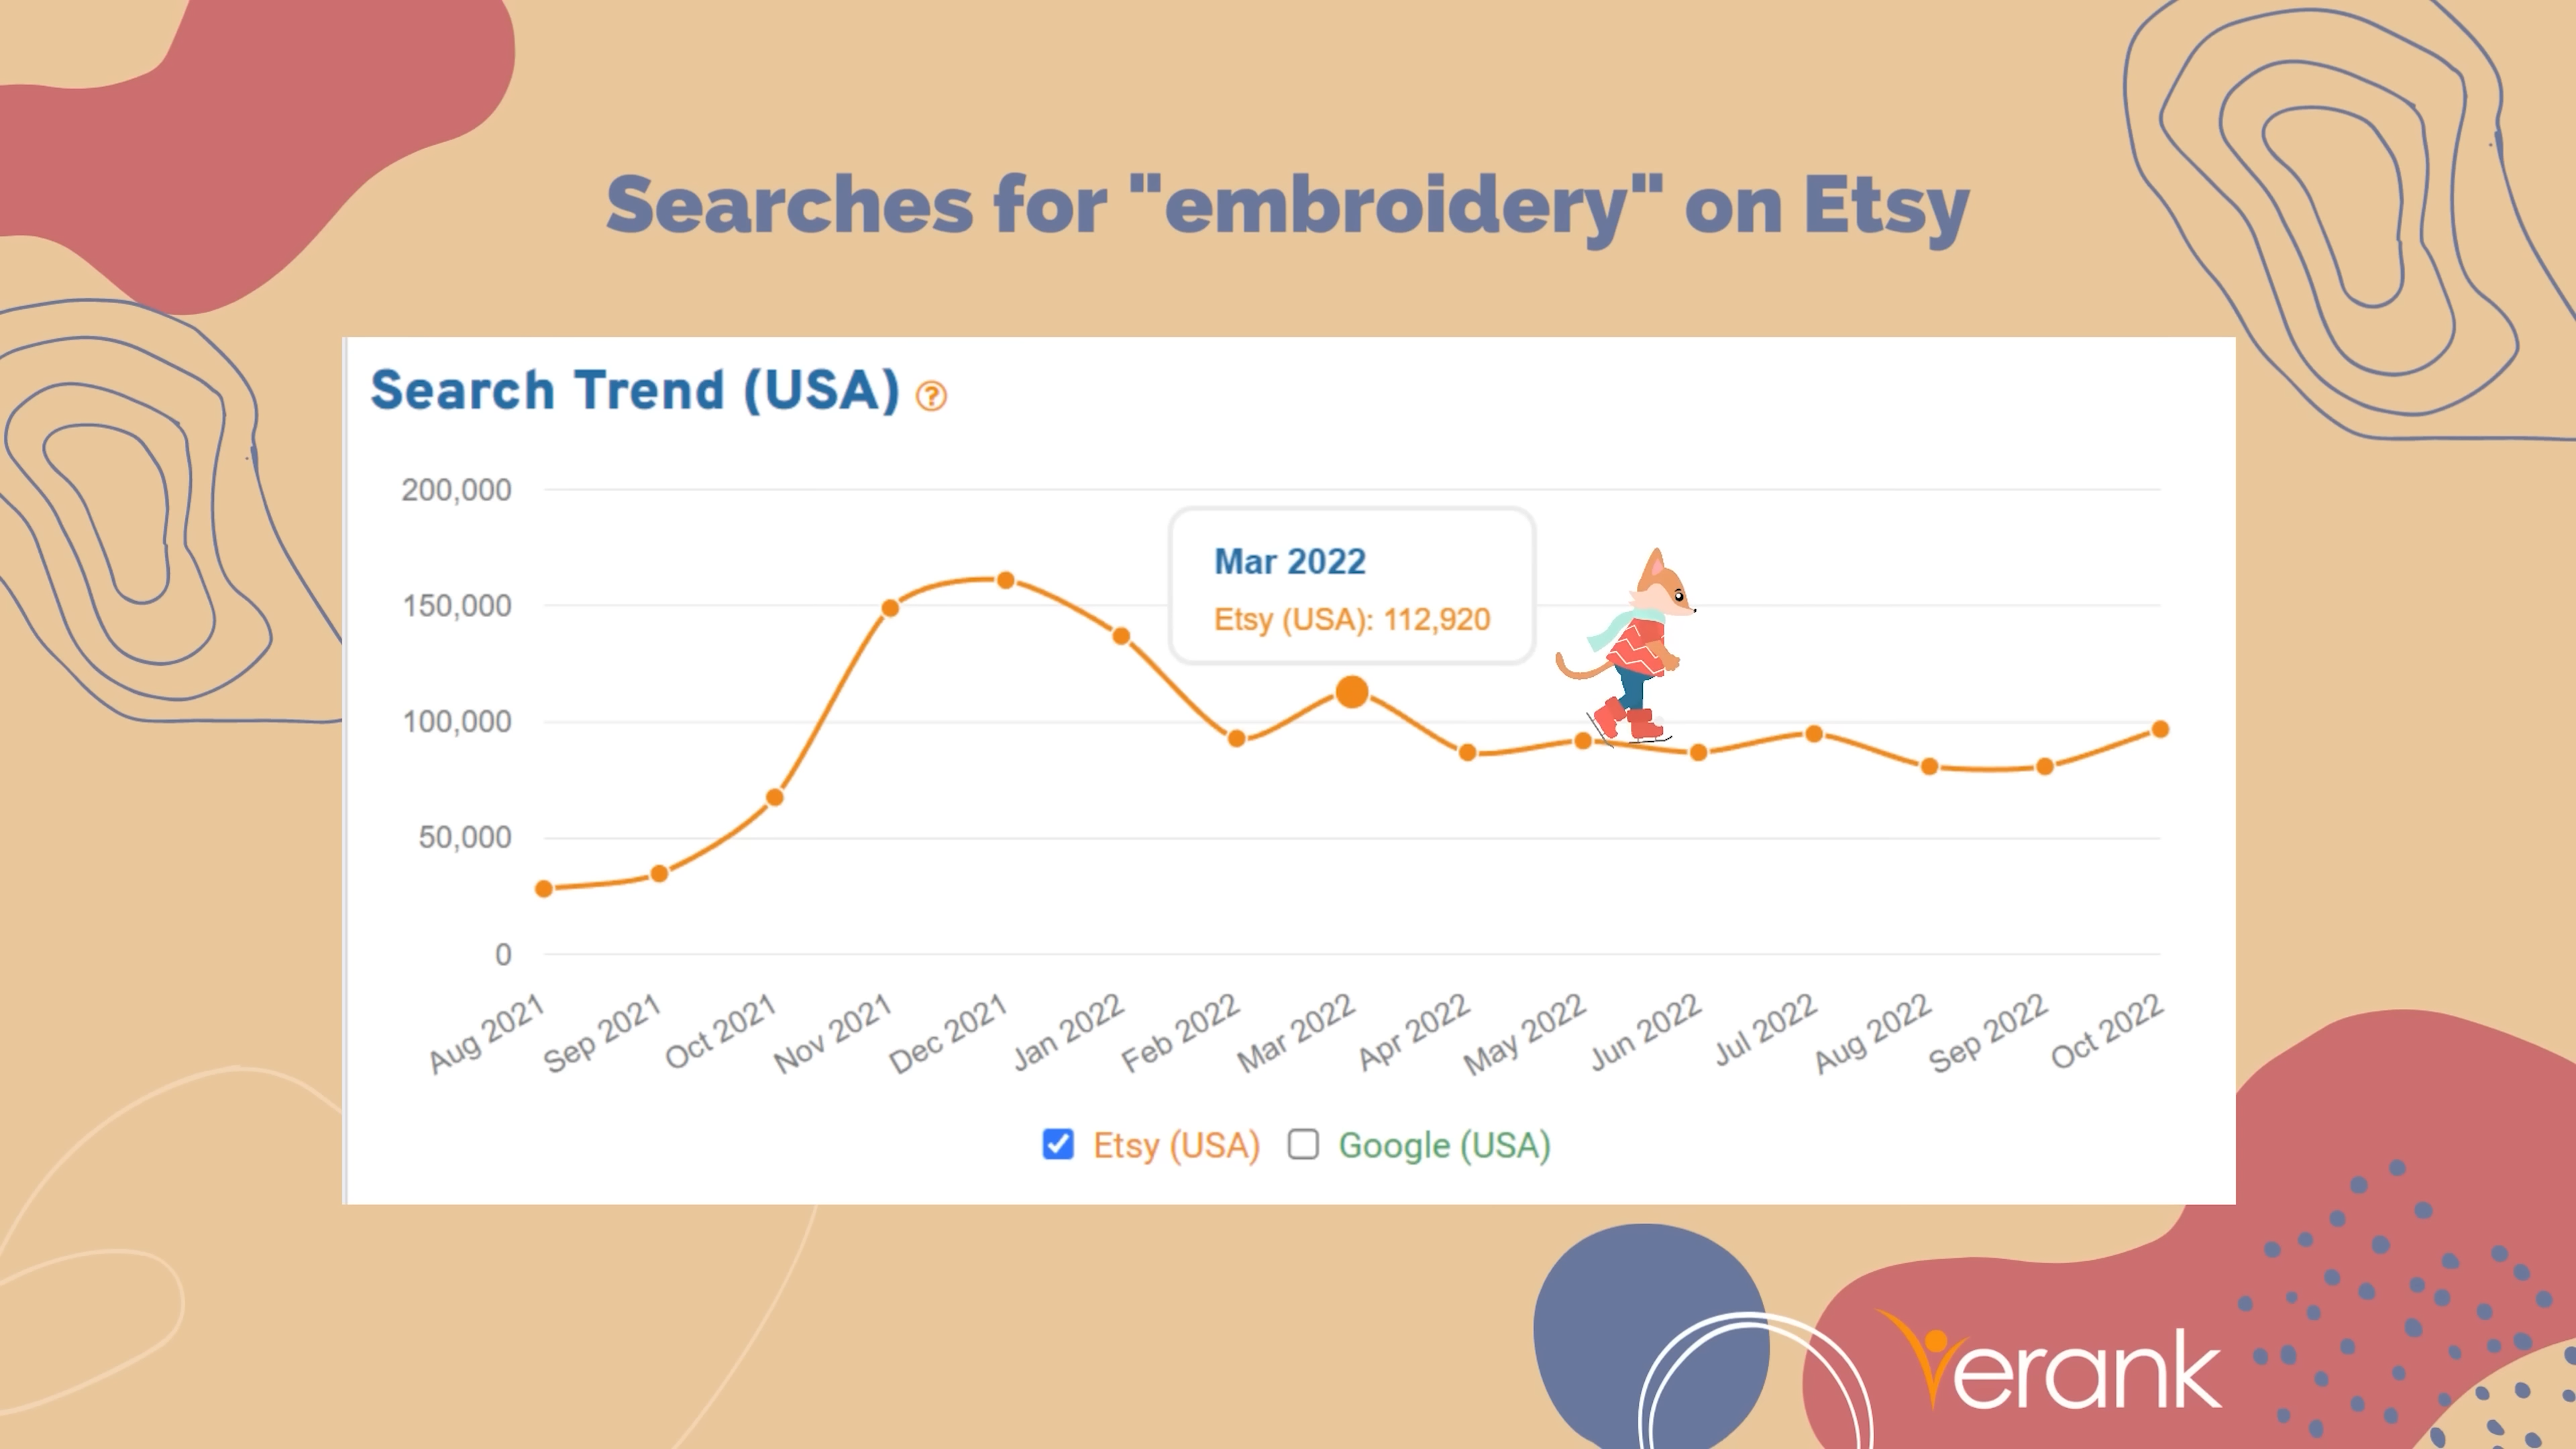 Searches for "embroidery" on Etsy
Search Trend (USA) ?
200,000
150,000
100,000
50,000
0
Mar 2022
Etsy (USA): 112,920
Aug 2021
Sep 2021
Oct 2021
Nov 2021
Dec 2021
Jan 2022
Feb 2022
Mar 2022
Apr 2022
May 2022
Jun 2022
Jul 2022
Aug 2022
Sep 2022
Oct 2022
Etsy (USA) Google (USA)
erank